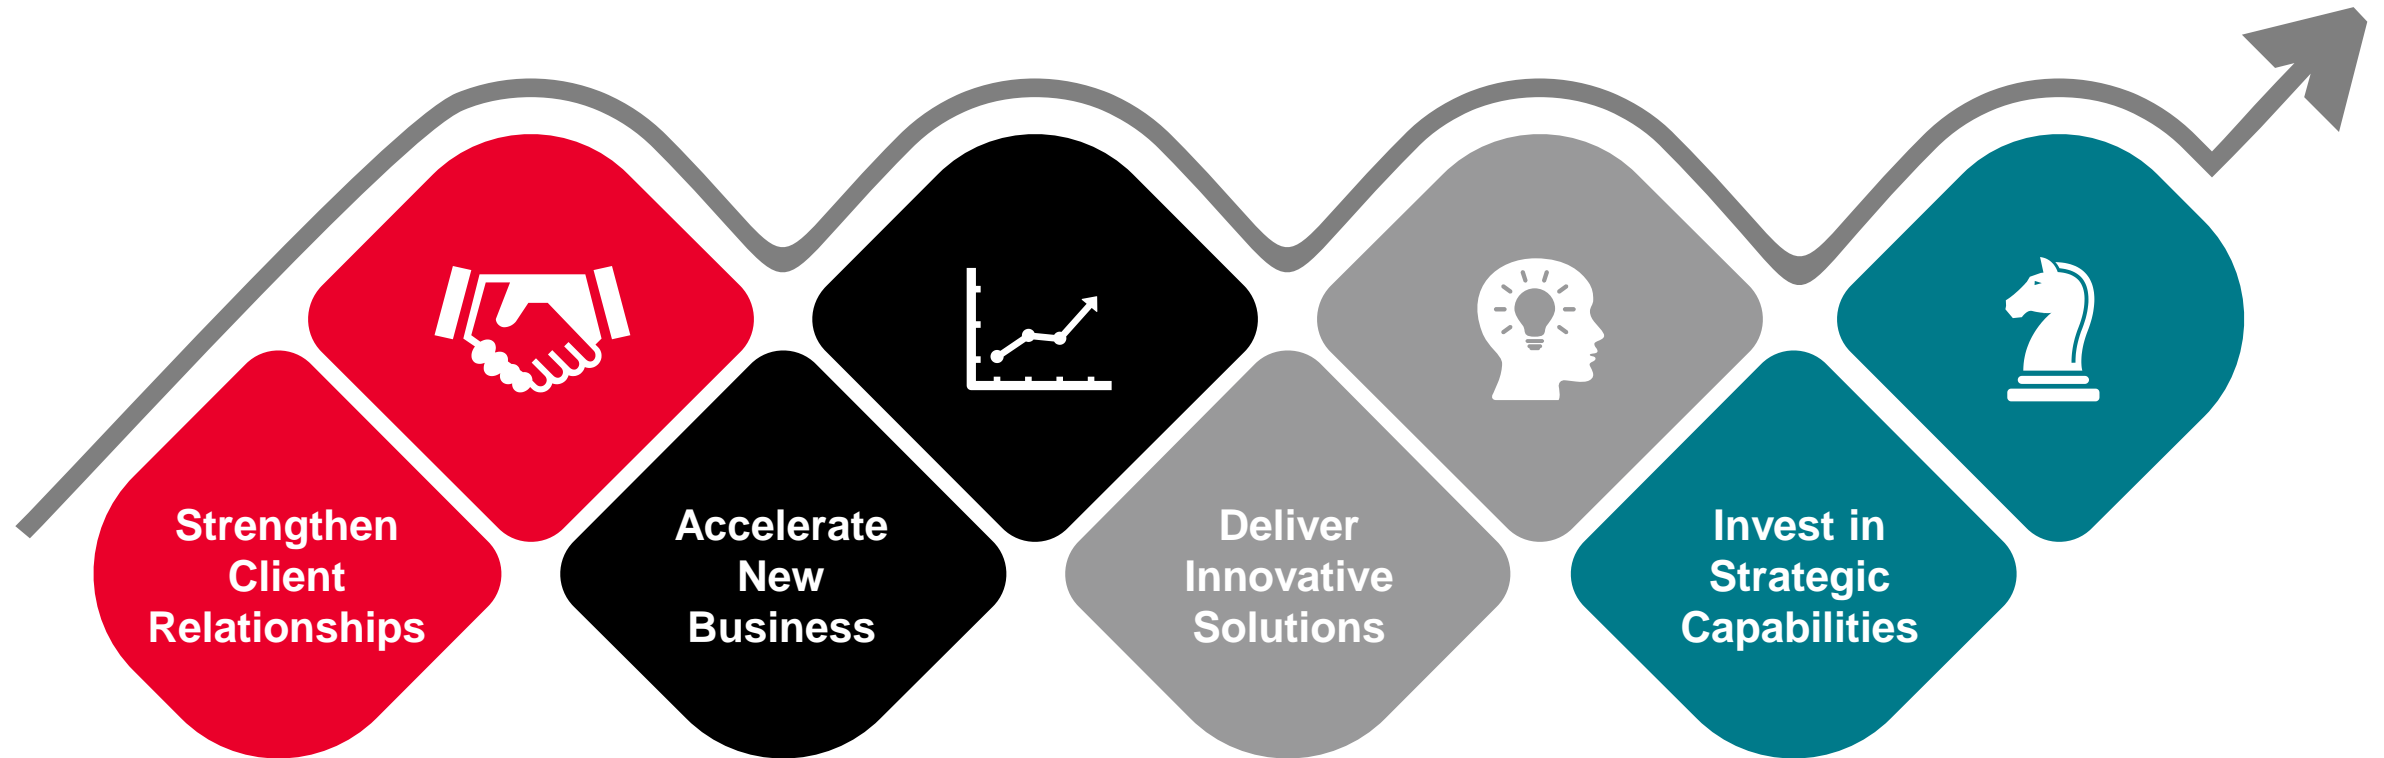 Strengthen
Client
Relationships
Accelerate
New
Business
Deliver
Innovative
Solutions
Invest in
Strategic
Capabilities